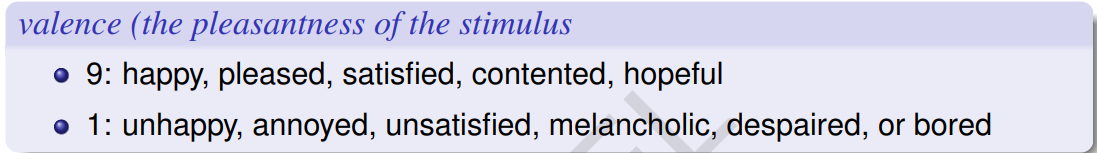 valence (the pleasantness of the stimulus
9: happy, pleased, satisfied, contented, hopeful
1: unhappy, annoyed, unsatisfied, melancholic, despaired, or bored